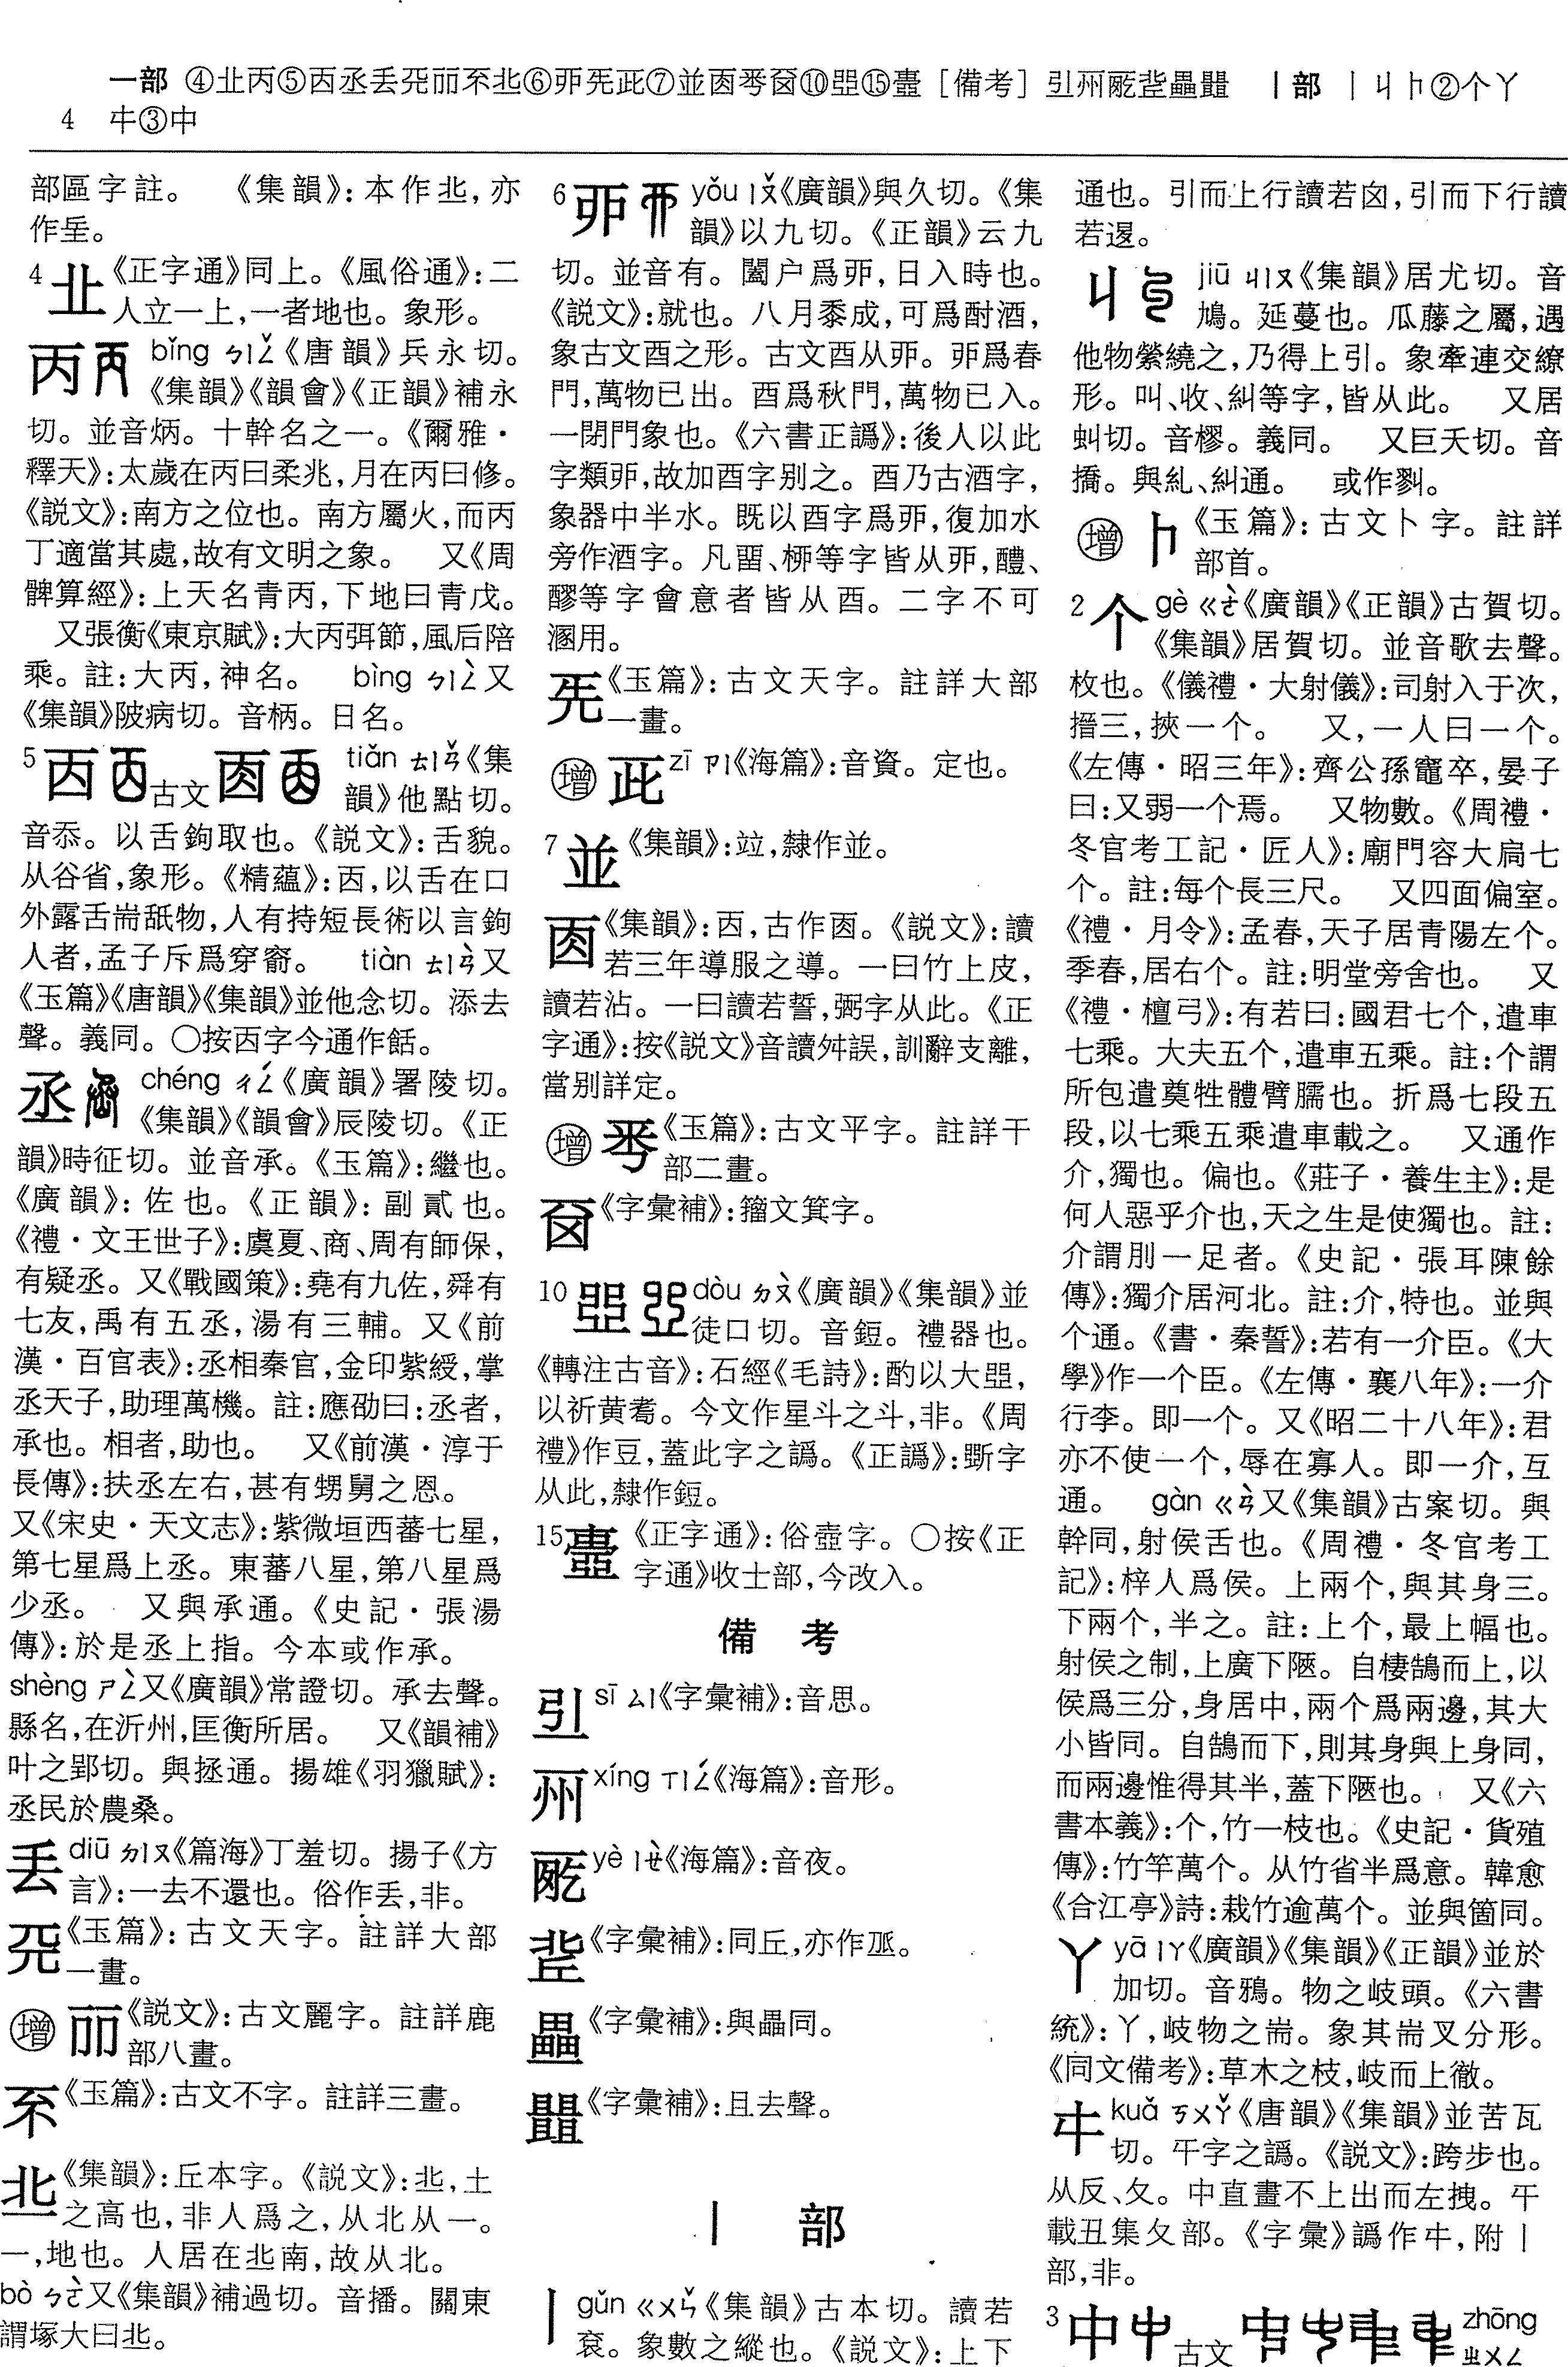 一部 ④丠丙⑤㐁丞丟兲𠀘𠀚丠⑥丣兂𠀡⑦並㐭𠀬𠀠⑩𠁁⑮𠁊［備考］ 丨部 丨丩卜②个丫
4 㐄③中
部區字註。 《集韻》：本作丠，亦
作坵。
4 《正字通》同上。《風俗通》：二
人立一上，一者地也。象形。
丙 bǐng ㄅㄧㄥˇ《唐韻》兵永切。
《集韻》《韻會》《正韻》補永
切。並音炳。十幹名之一。《爾雅·
釋天》：太歲在丙曰柔兆，月在丙曰修。
《説文》：南方之位也。南方屬火，而丙
丁適當其處，故有文明之象。 又《周
髀算經》：上天名青丙，下地曰青戊。
又張衡《東京賦》：大丙弭節，風后陪
乘。註：大丙，神名。 bìng ㄅㄧㄥˋ又
《集韻》陂病切。音柄。日名。
5 㐁 古文 tiǎn ㄊㄧㄢˇ《集
韻》他點切。
音忝。以舌鉤取也。《説文》：舌貌。
从谷省，象形。《精蘊》：㐁，以舌在口
外露舌耑舐物，人有持短長術以言鉤
人者，孟子斥爲穿窬。 tiàn ㄊㄧㄢˋ又
《玉篇》《唐韻》《集韻》並他念切。添去
聲。義同。○按㐁字今通作餂。
丞 chéng ㄔㄥˊ《廣韻》署陵切。
《集韻》《韻會》辰陵切。《正
韻》時征切。並音承。《玉篇》：繼也。
《廣韻》：佐也。《正韻》：副貳也。
《禮·文王世子》：虞夏、商、周有師保，
有疑丞。又《戰國策》：堯有九佐，舜有
七友，禹有五丞，湯有三輔。又《前
漢·百官表》：丞相秦官，金印紫綬，掌
丞天子，助理萬機。註：應劭曰：丞者，
承也。相者，助也。 又《前漢·淳于
長傳》：扶丞左右，甚有甥舅之恩。
又《宋史·天文志》：紫微垣西蕃七星，
第七星爲上丞。東蕃八星，第八星爲
少丞。 又與承通。《史記·張湯
傳》：於是丞上指。今本或作承。
shèng ㄕㄥˋ又《廣韻》常證切。承去聲。
縣名，在沂州，匡衡所居。 又《韻補》
叶之郢切。與拯通。揚雄《羽獵賦》：
丞民於農桑。
丟 diū ㄉㄧㄡ《篇海》丁羞切。揚子《方
言》：一去不還也。俗作丢，非。
《玉篇》：古文天字。註詳大部
一畫。
增 《説文》：古文麗字。註詳鹿
部八畫。
《玉篇》：古文不字。註詳三畫。
丠 《集韻》：丘本字。《説文》：丠，土
之高也，非人爲之，从北从一。
一，地也。人居在丠南，故从北。
bò ㄅㄛˋ又《集韻》補過切。音播。關東
謂塚大曰丠。
6 丣 yǒu ㄧㄡˇ《廣韻》與久切。《集
韻》以九切。《正韻》云九
切。並音有。闔户爲丣，日入時也。
《説文》：就也。八月黍成，可爲酎酒，
象古文酉之形。古文酉从丣。丣爲春
門，萬物已出。酉爲秋門，萬物已入。
一閉門象也。《六書正譌》：後人以此
字類丣，故加酉字别之。酉乃古酒字，
象器中半水。既以酉字爲丣，復加水
旁作酒字。凡畱、桺等字皆从丣，醴、
醪等字會意者皆从酉。二字不可
溷用。
《玉篇》：古文天字。註詳大部
一畫。
增 zī ㄗㄧ《海篇》：音資。定也。
7 並 《集韻》：竝，隸作並。
《集韻》：㐁，古作𠀬。《説文》：讀
若三年導服之導。一曰竹上皮，
讀若沾。一曰讀若誓，弼字从此。《正
字通》：按《説文》音讀舛誤，訓辭支離，
當别詳定。
增 《玉篇》：古文平字。註詳干
部二畫。
《字彙補》：籀文箕字。
10 𠁁 dòu ㄉㄡˋ《廣韻》《集韻》並
徒口切。音鋀。禮器也。
《轉注古音》：石經《毛詩》：酌以大𠁁，
以祈黄耇。今文作星斗之斗，非。《周
禮》作豆，蓋此字之譌。《正譌》：斲字
从此，隸作鋀。
15 《正字通》：俗壺字。○按《正
字通》收士部，今改入。
備 考
sī ㄙㄧ《字彙補》：音思。
xíng ㄒㄧㄥˊ《海篇》：音形。
yè ㄧㄝˋ《海篇》：音夜。
《字彙補》：同丘，亦作𠀌。
《字彙補》：與畾同。
《字彙補》：且去聲。
丨 部
丨 gǔn ㄍㄨㄣˇ《集韻》古本切。讀若
衮。象數之縱也。《説文》：上下
通也。引而上行讀若囟，引而下行讀
若𨓤。
丩 jiū ㄐㄧㄡ《集韻》居尤切。音
鳩。延蔓也。瓜藤之屬，遇
他物縈繞之，乃得上引。象牽連交繚
形。叫、收、糾等字，皆从此。 又居
虯切。音樛。義同。 又巨夭切。音
撟。與糺、糾通。 或作㔀。
增 《玉篇》：古文卜字。註詳
部首。
2 个 gè ㄍㄜˋ《廣韻》《正韻》古賀切。
《集韻》居賀切。並音歌去聲。
枚也。《儀禮·大射儀》：司射入于次，
搢三，挾一个。 又，一人曰一个。
《左傳·昭三年》：齊公孫竈卒，晏子
曰：又弱一个焉。 又物數。《周禮·
冬官考工記·匠人》：廟門容大扃七
个。註：每个長三尺。 又四面偏室。
《禮·月令》：孟春，天子居青陽左个。
季春，居右个。註：明堂旁舍也。 又
《禮·檀弓》：有若曰：國君七个，遣車
七乘。大夫五个，遣車五乘。註：个謂
所包遣奠牲體臂臑也。折爲七段五
段，以七乘五乘遣車載之。 又通作
介，獨也。偏也。《莊子·養生主》：是
何人惡乎介也，天之生是使獨也。註：
介謂刖一足者。《史記·張耳陳餘
傳》：獨介居河北。註：介，特也。並與
个通。《書·秦誓》：若有一介臣。《大
學》作一个臣。《左傳·襄八年》：一介
行李。即一个。又《昭二十八年》：君
亦不使一个，辱在寡人。即一介，互
通。 gàn ㄍㄢˋ又《集韻》古案切。與
幹同，射侯舌也。《周禮·冬官考工
記》：梓人爲侯。上兩个，與其身三。
下兩个，半之。註：上个，最上幅也。
射侯之制，上廣下陿。自棲鵠而上，以
侯爲三分，身居中，兩个爲兩邊，其大
小皆同。自鵠而下，則其身與上身同，
而兩邊惟得其半，蓋下陿也。 又《六
書本義》：个，竹一枝也。《史記·貨殖
傳》：竹竿萬个。从竹省半爲意。韓愈
《合江亭》詩：栽竹逾萬个。並與箇同。
丫 yā ㄧㄚ《廣韻》《集韻》《正韻》並於
加切。音鴉。物之岐頭。《六書
統》：丫，岐物之耑。象其耑叉分形。
《同文備考》：草木之枝，岐而上徹。
kuǎ ㄎㄨㄚˇ《唐韻》《集韻》並苦瓦
切。㐄字之譌。《説文》：跨步也。
从反、夂。中直畫不上出而左拽。㐄
載丑集夂部。《字彙》譌作㐄，附丨
部，非。
3 中 古文 zhōng
ㄓㄨㄥ